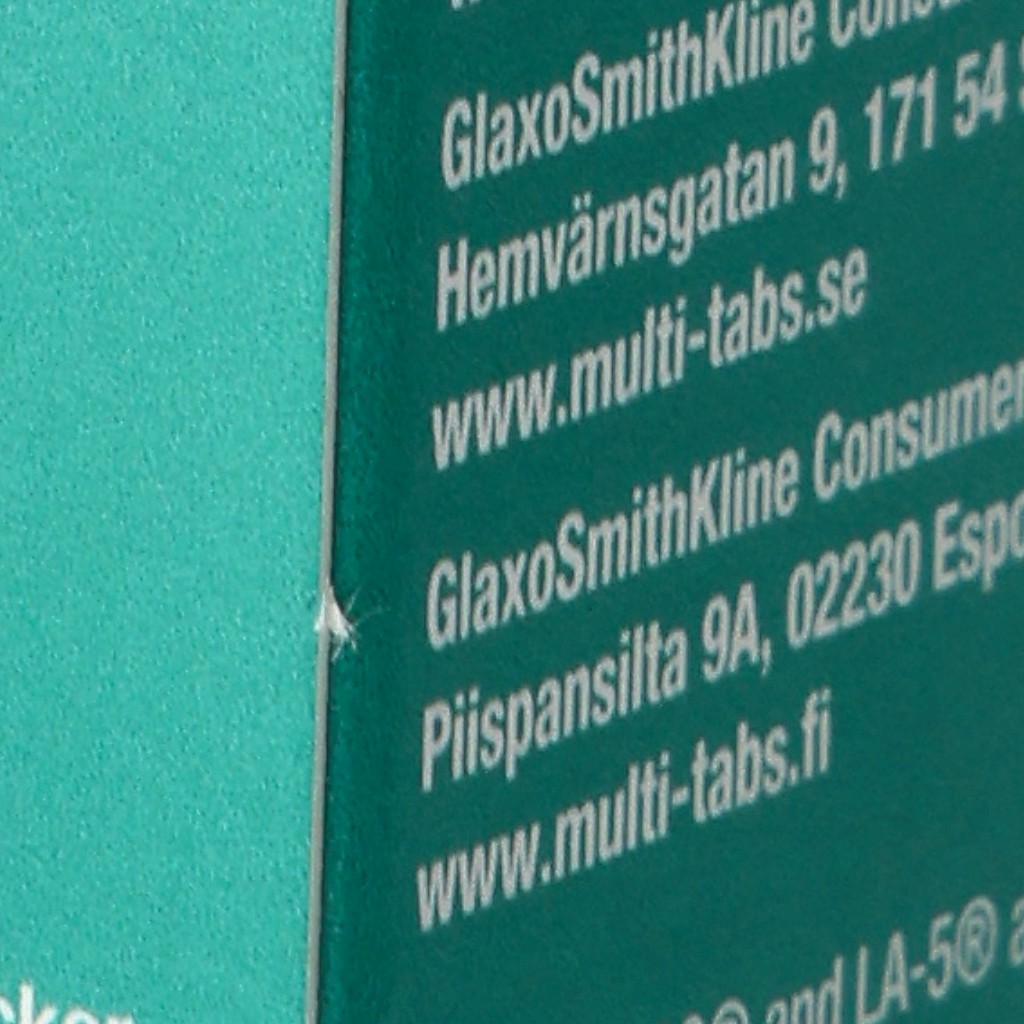 GlaxoSmithKline
Hemvärnsgatan 9, 171 54
www.multi-tabs.se
GlaxoSmithKline Consumer
Piispansilta 9A, 02230
www.multi-tabs.fi
and LA-5®